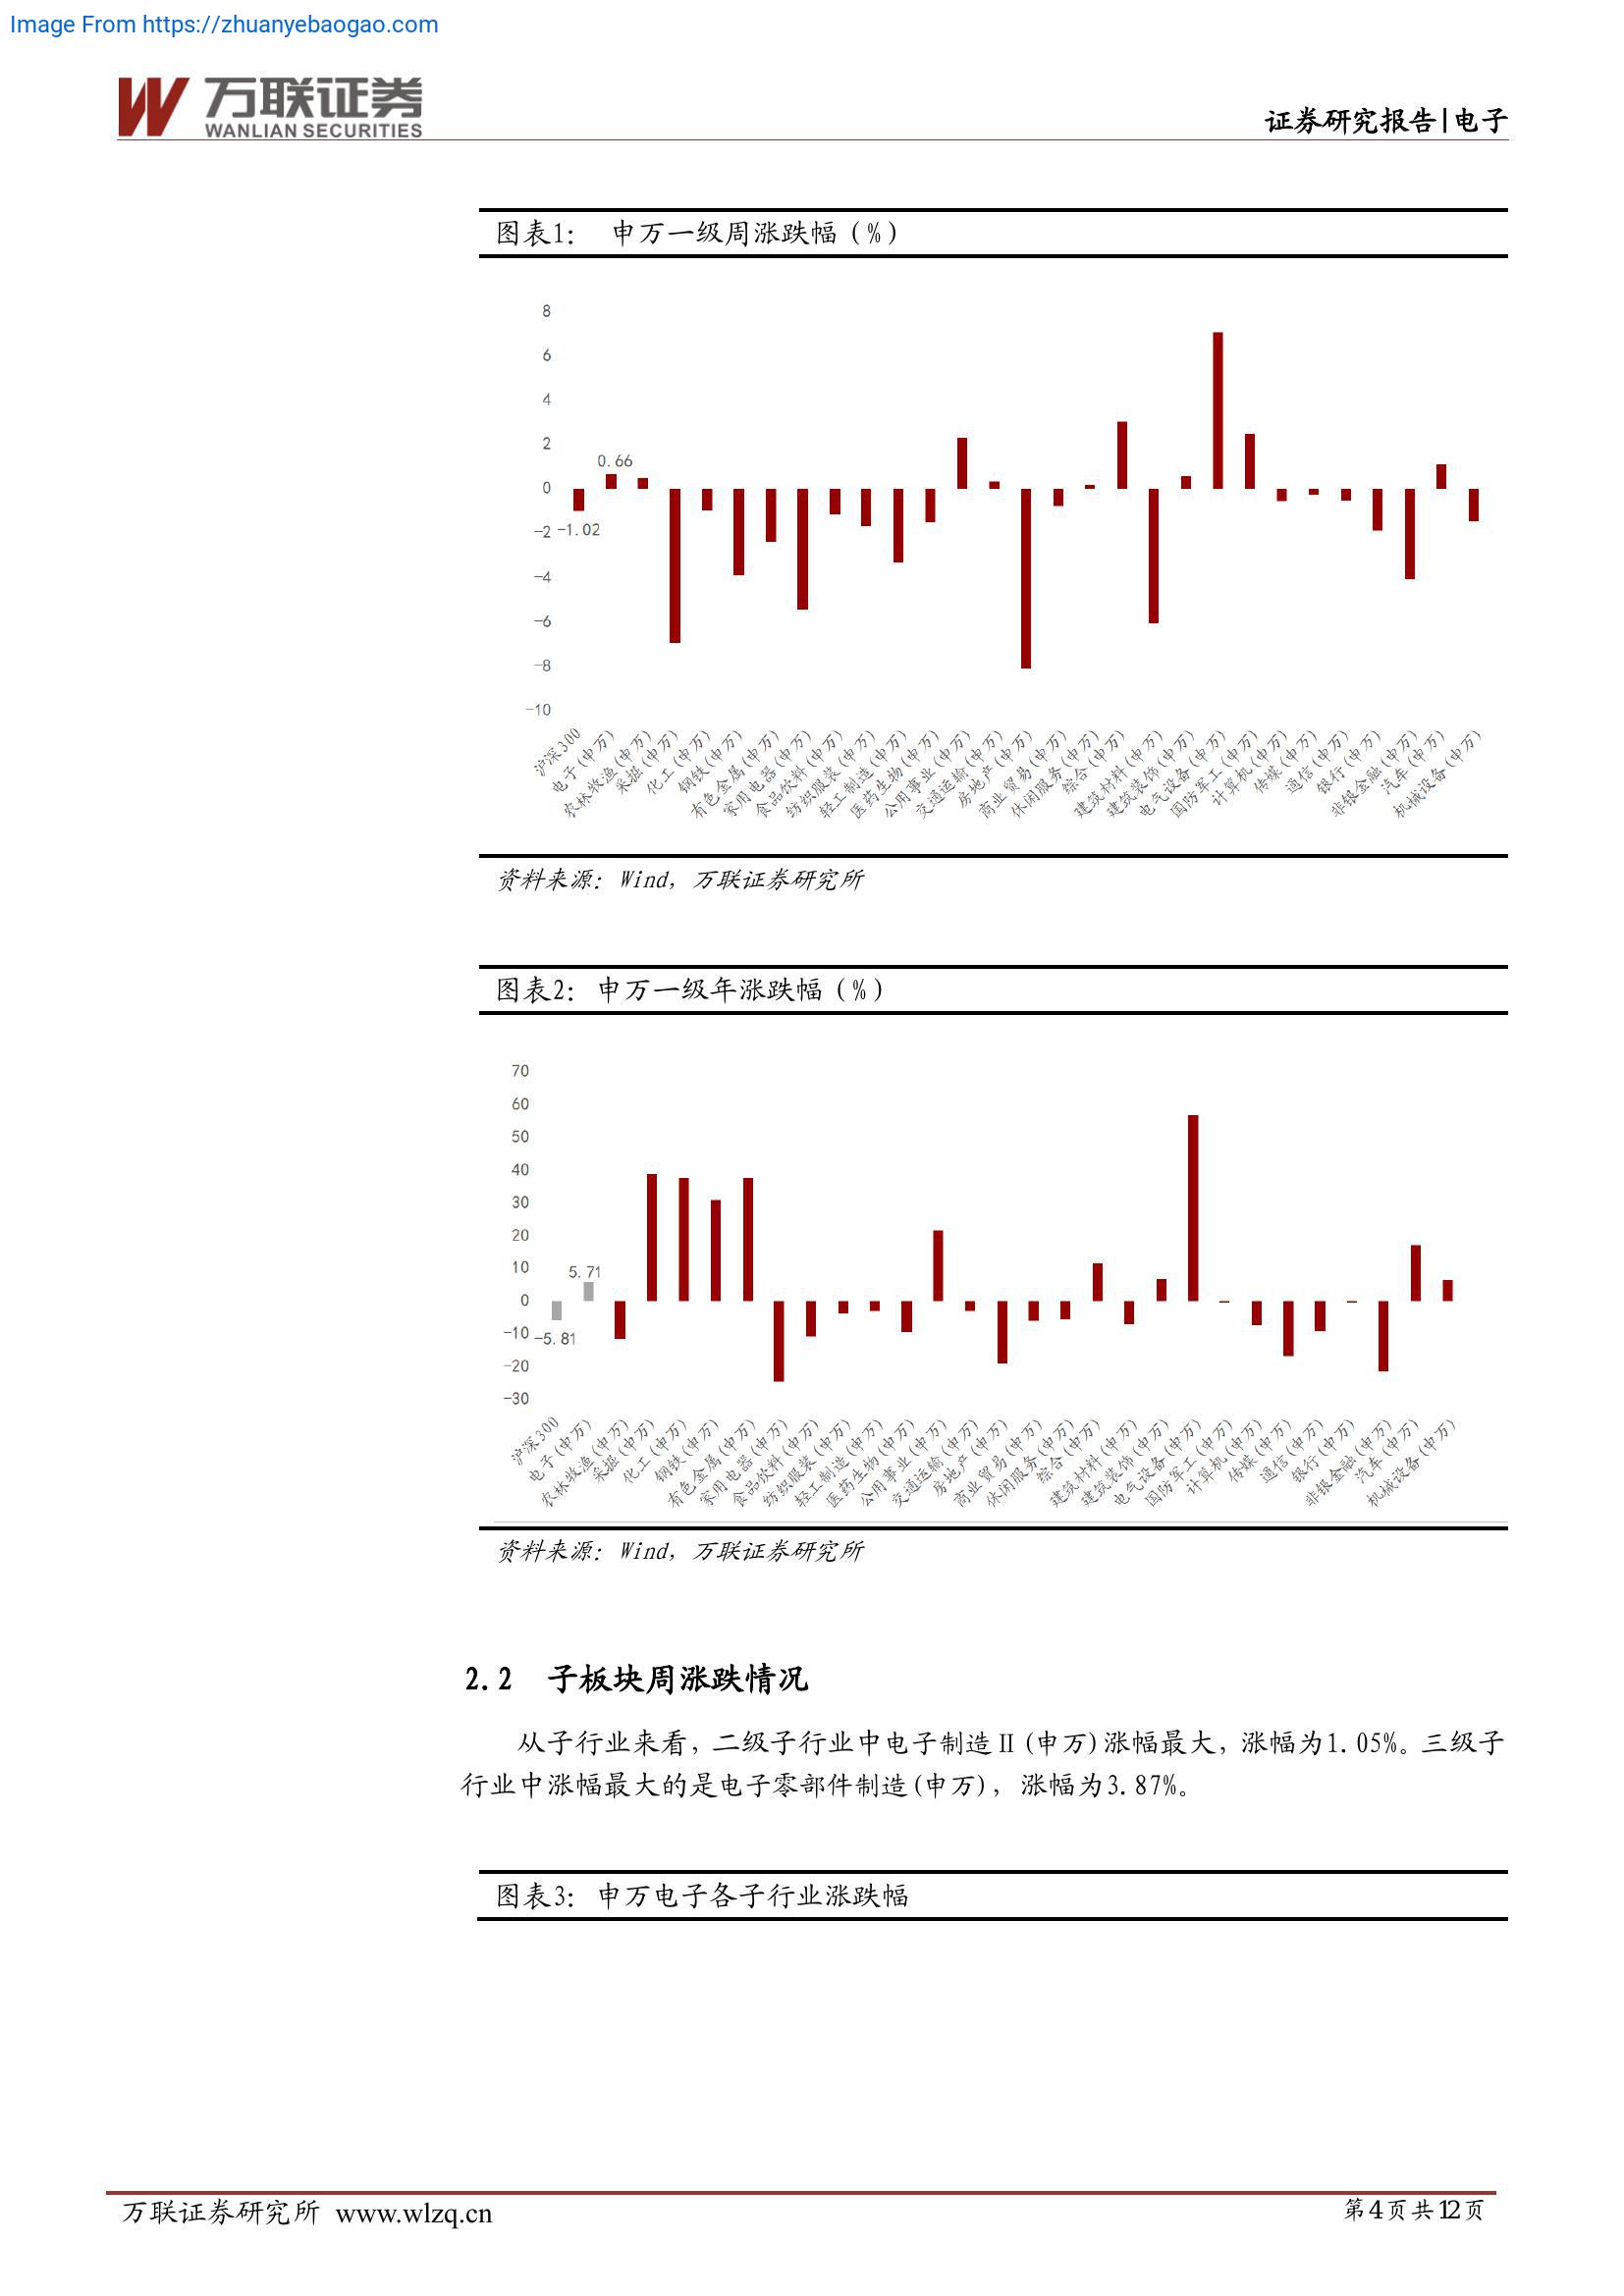 Image From https://zhuanyebaogao.com
万联证券
WANLIAN SECURITIES
证券研究报告|电子
图表1： 申万一级周涨跌幅（%）
8
6
4
2
0
-2
-4
-6
-8
-10
0.66
-1.02
沪深300
电子(申万)
农林牧渔(申万)
采掘(申万)
化工(申万)
钢铁(申万)
有色金属(申万)
家用电器(申万)
食品饮料(申万)
纺织服装(申万)
轻工制造(申万)
医药生物(申万)
公用事业(申万)
交通运输(申万)
房地产(申万)
商业贸易(申万)
休闲服务(申万)
综合(申万)
建筑材料(申万)
建筑装饰(申万)
电气设备(申万)
国防军工(申万)
计算机(申万)
传媒(申万)
通信(申万)
银行(申万)
非银金融(申万)
汽车(申万)
机械设备(申万)
资料来源：Wind，万联证券研究所
图表2：申万一级年涨跌幅（%）
70
60
50
40
30
20
10
0
-10
-20
-30
5.71
-5.81
沪深300
电子(申万)
农林牧渔(申万)
采掘(申万)
化工(申万)
钢铁(申万)
有色金属(申万)
家用电器(申万)
食品饮料(申万)
纺织服装(申万)
轻工制造(申万)
医药生物(申万)
公用事业(申万)
交通运输(申万)
房地产(申万)
商业贸易(申万)
休闲服务(申万)
综合(申万)
建筑材料(申万)
建筑装饰(申万)
电气设备(申万)
国防军工(申万)
计算机(申万)
传媒(申万)
通信(申万)
银行(申万)
非银金融(申万)
汽车(申万)
机械设备(申万)
资料来源：Wind，万联证券研究所
2.2 子板块周涨跌情况
从子行业来看，二级子行业中电子制造Ⅱ(申万)涨幅最大，涨幅为1.05%。三级子
行业中涨幅最大的是电子零部件制造(申万)，涨幅为3.87%。
图表3：申万电子各子行业涨跌幅
万联证券研究所 www.wlzq.cn
第4页共12页